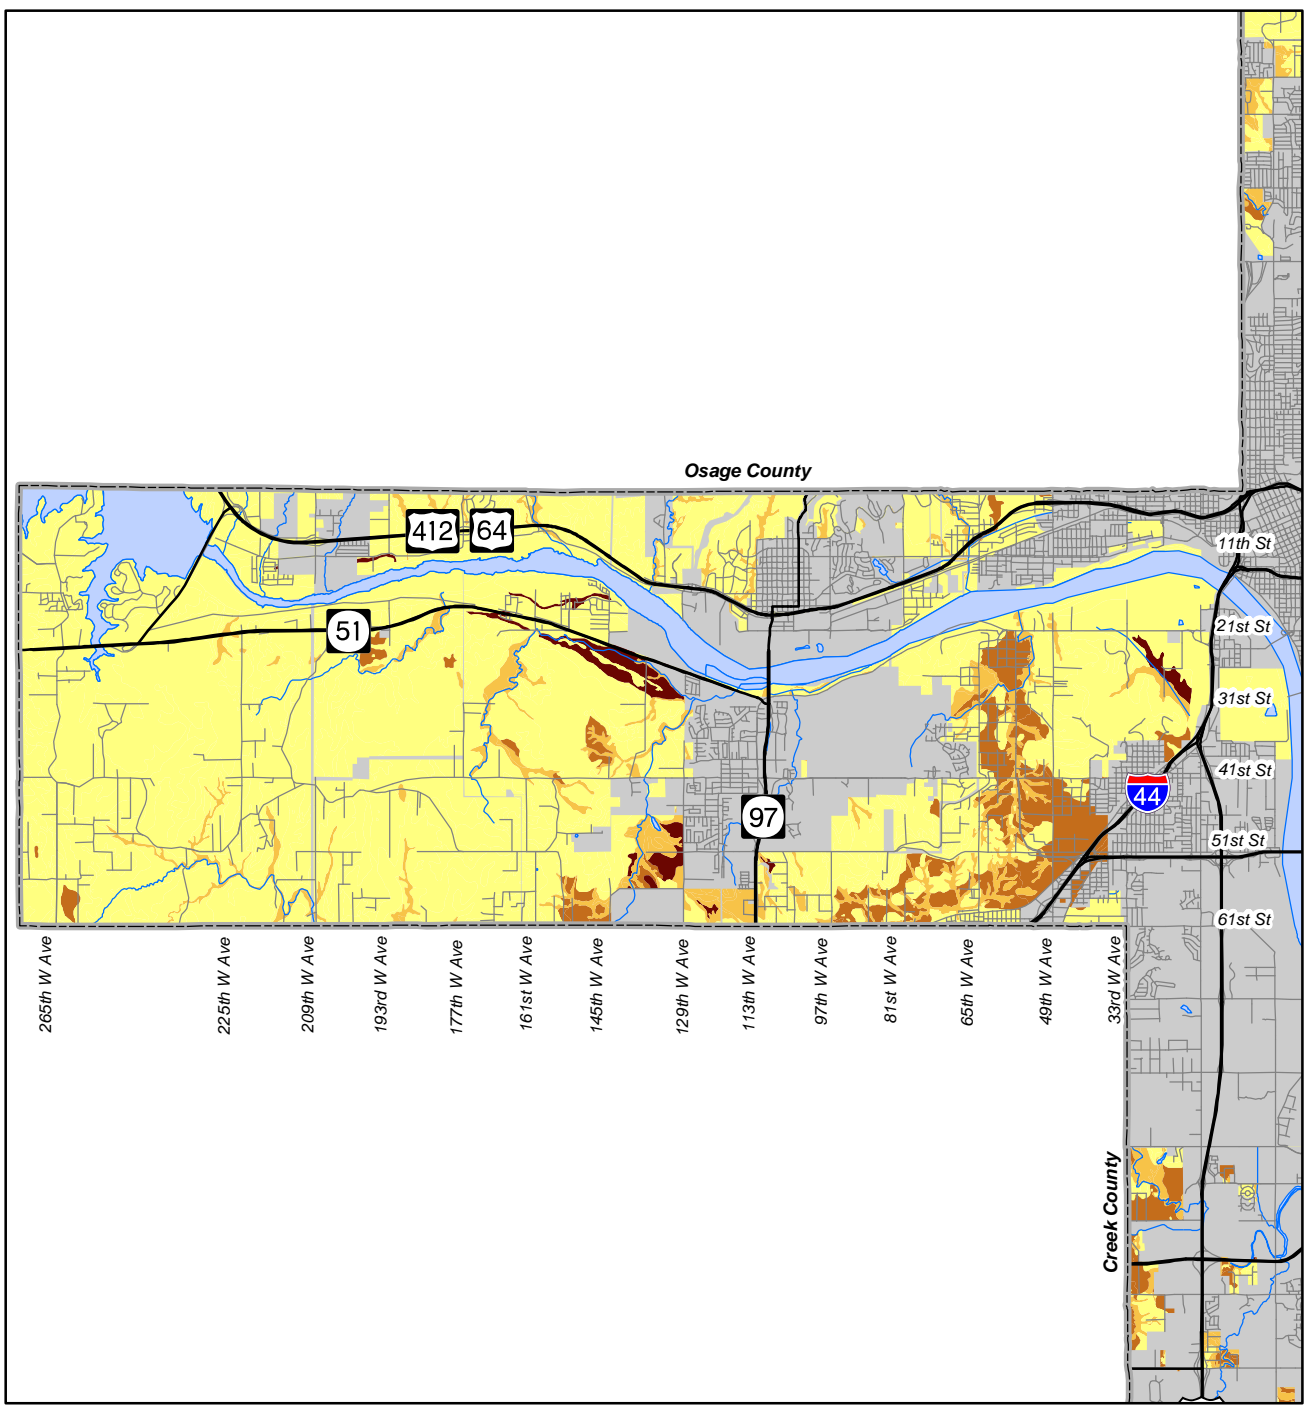 Osage County
412
64
11th St
51
21st St
31st St
41st St
44
97
51st St
61st St
265th W Ave
225th W Ave
209th W Ave
193rd W Ave
177th W Ave
161st W Ave
145th W Ave
129th W Ave
113th W Ave
97th W Ave
81st W Ave
65th W Ave
49th W Ave
33rd W Ave
Creek County